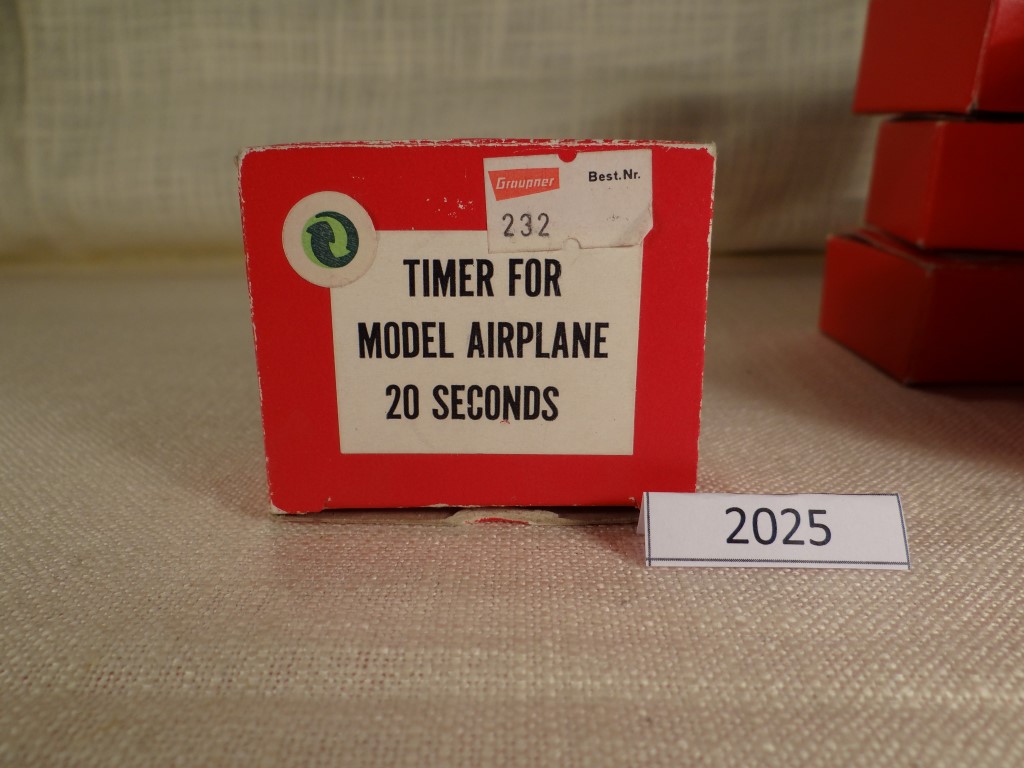 Graupner Best.Nr.
232
TIMER FOR
MODEL AIRPLANE
20 SECONDS
2025